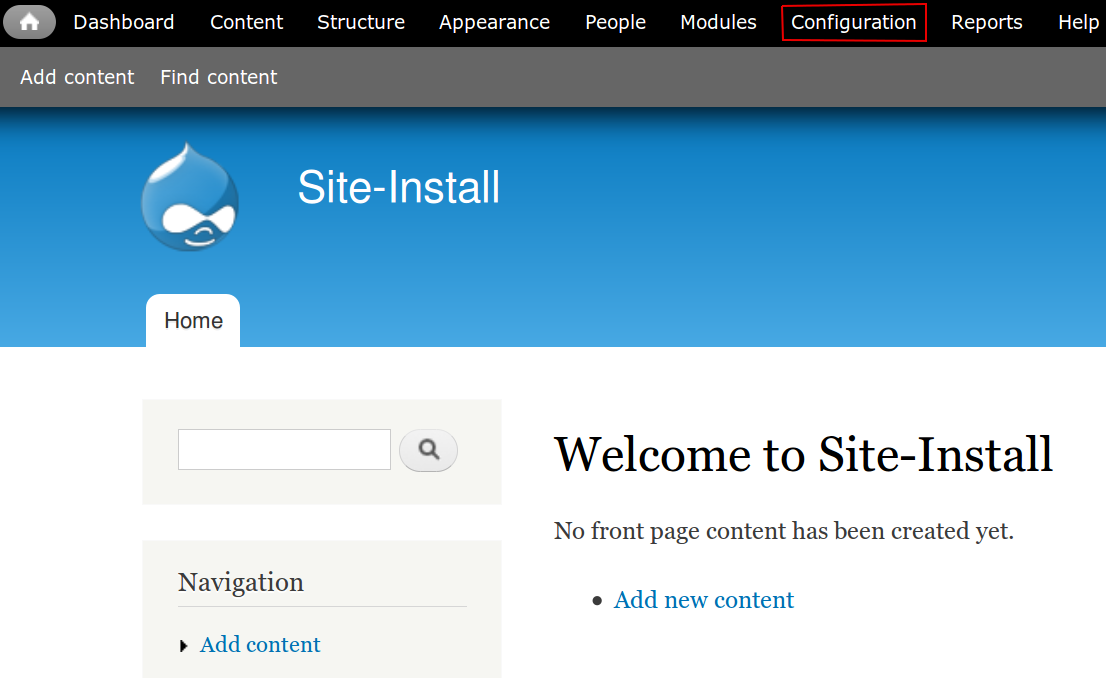 Dashboard Content Structure Appearance People Modules Configuration Reports Help
Add content Find content
Site-Install
Home
Welcome to Site-Install
No front page content has been created yet.
Add new content
Navigation
Add content